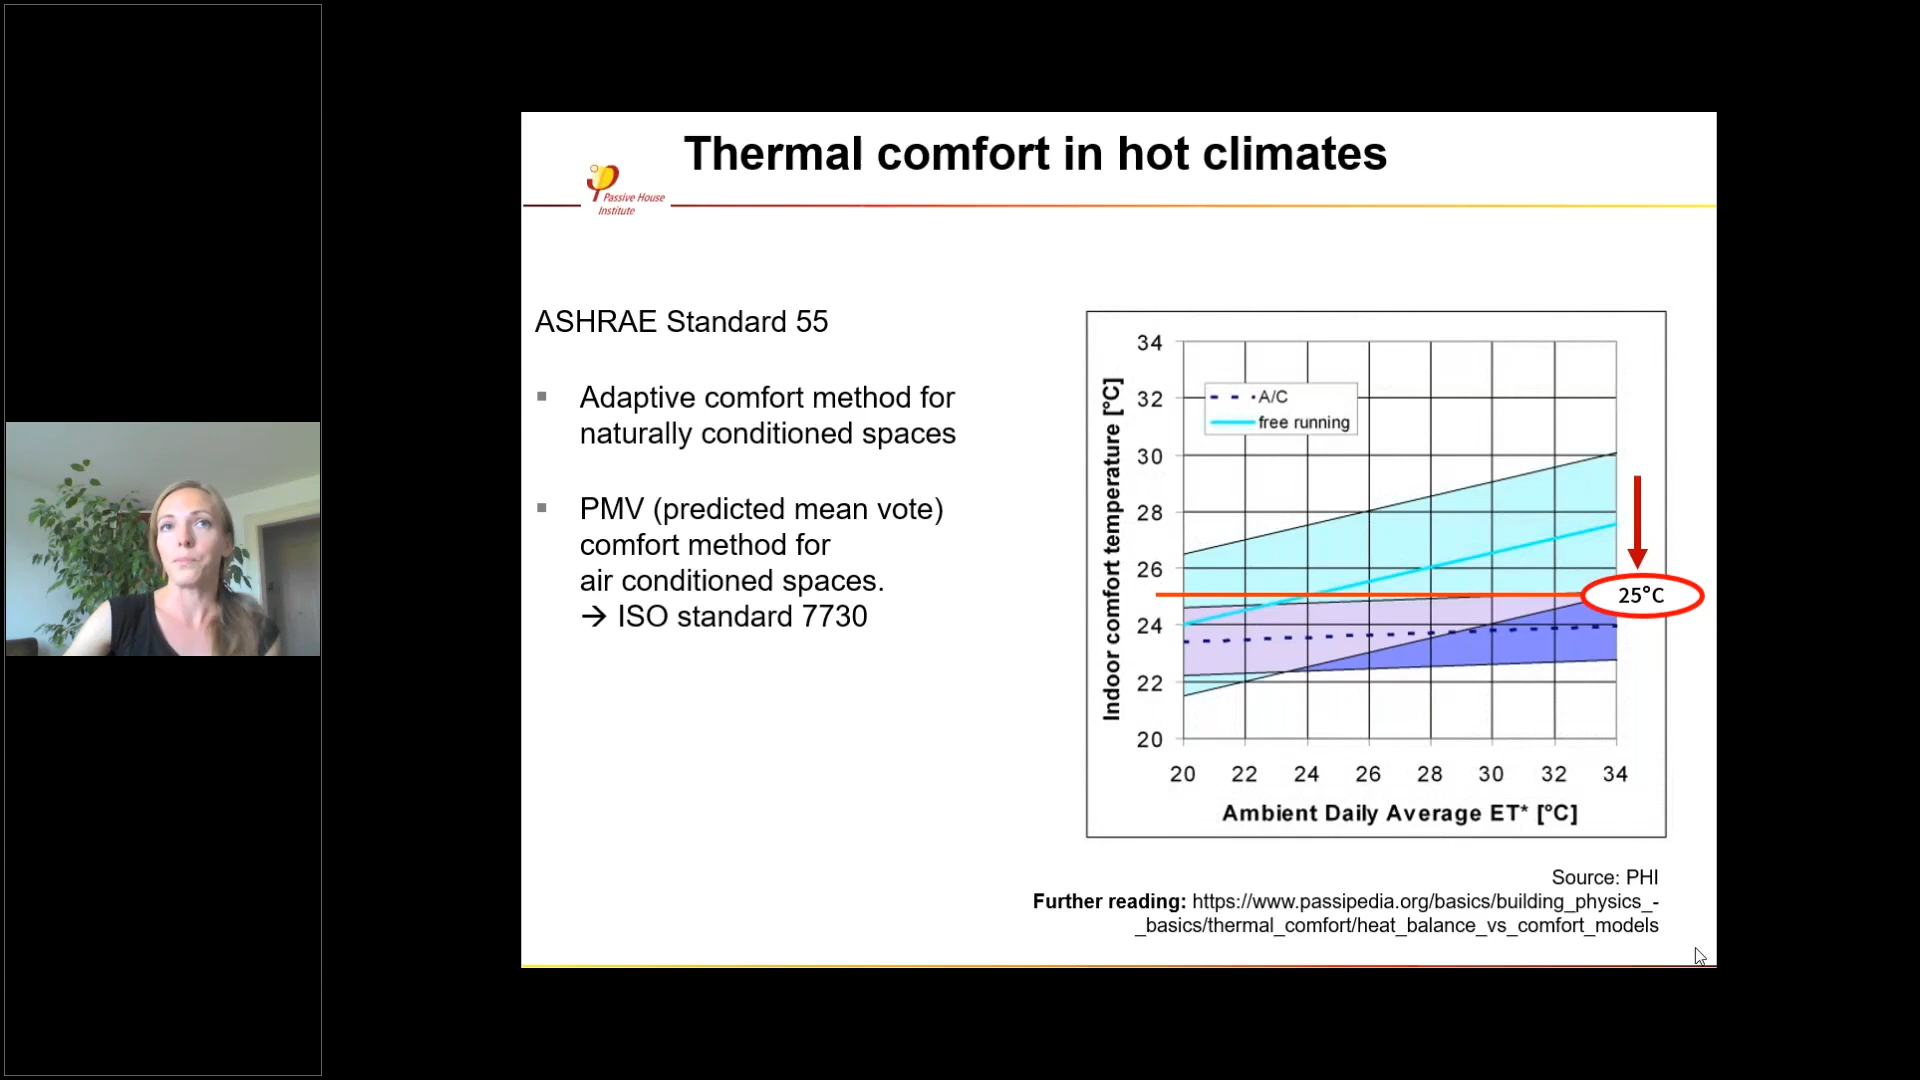 Thermal comfort in hot climates
Passive House
Institute
ASHRAE Standard 55
▪ Adaptive comfort method for
naturally conditioned spaces
▪ PMV (predicted mean vote)
comfort method for
air conditioned spaces.
→ ISO standard 7730
Indoor comfort temperature [°C]
34
32
30
28
26
24
22
20
A/C
free running
25°C
20 22 24 26 28 30 32 34
Ambient Daily Average ET* [°C]
Source: PHI
Further reading: https://www.passipedia.org/basics/building_physics_-
_basics/thermal_comfort/heat_balance_vs_comfort_models